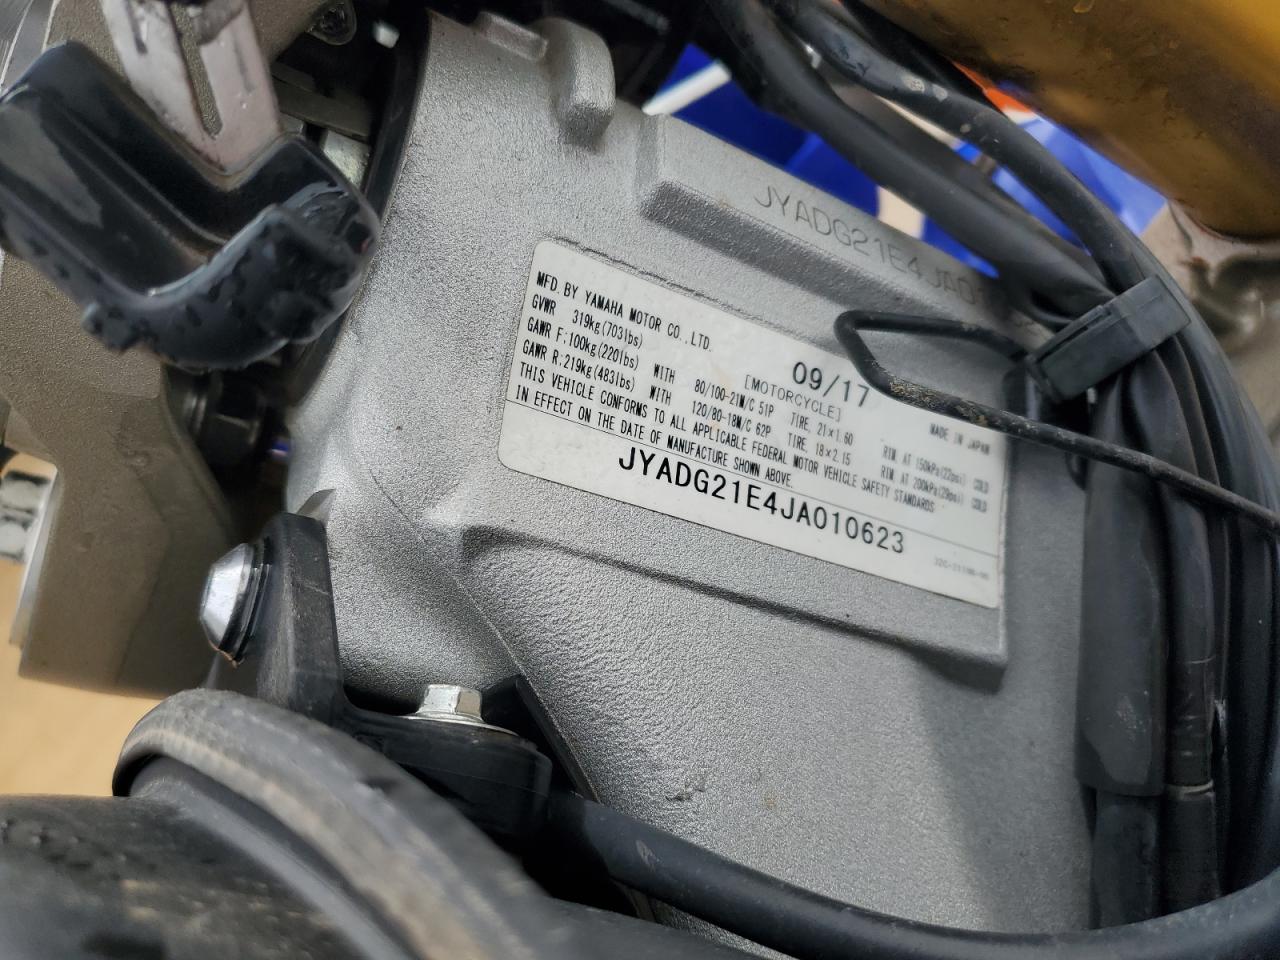 JYADG21E4JA0
MFD. BY YAMAHA MOTOR CO.,LTD. 09/17
GVWR 319kg(703lbs) [MOTORCYCLE] MADE IN JAPAN
GAWR F:100kg(220lbs) WITH 80/100-21M/C 51P TIRE, 21×1.60 RIM AT 150kPa(22psi) COLD
GAWR R:219kg(483lbs) WITH 120/80-18M/C 62P TIRE, 18×2.15 RIM AT 200kPa(29psi) COLD
THIS VEHICLE CONFORMS TO ALL APPLICABLE FEDERAL MOTOR VEHICLE SAFETY STANDARDS
IN EFFECT ON THE DATE OF MANUFACTURE SHOWN ABOVE.
JYADG21E4JA010623